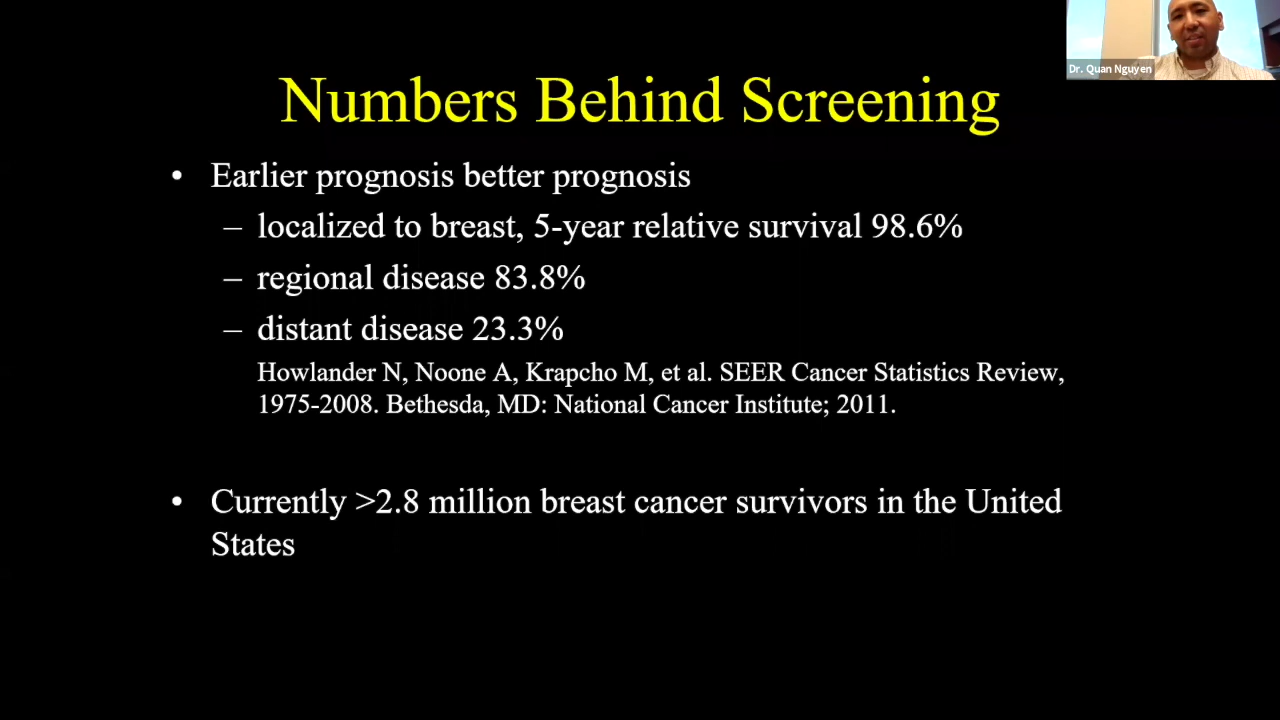 Dr. Quan Nguyen
Numbers Behind Screening
• Earlier prognosis better prognosis
– localized to breast, 5-year relative survival 98.6%
– regional disease 83.8%
– distant disease 23.3%
Howlander N, Noone A, Krapcho M, et al. SEER Cancer Statistics Review,
1975-2008. Bethesda, MD: National Cancer Institute; 2011.
• Currently >2.8 million breast cancer survivors in the United
States